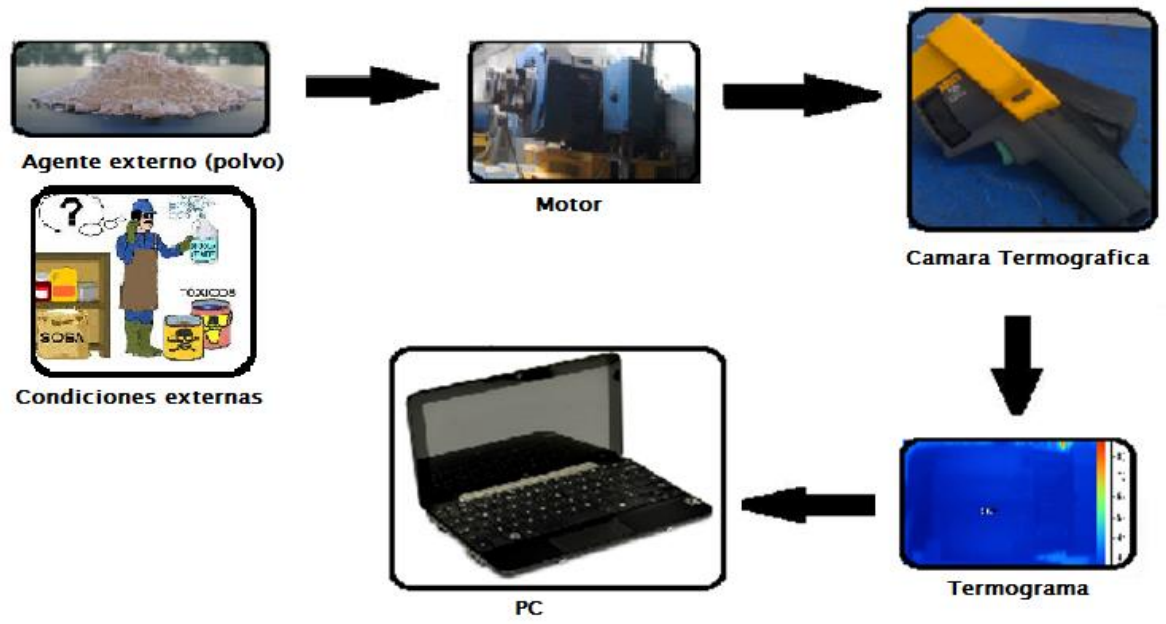 Agente externo (polvo)
Motor
Camara Termografica
?
TOXICOS
SOSA
Condiciones externas
Termograma
PC